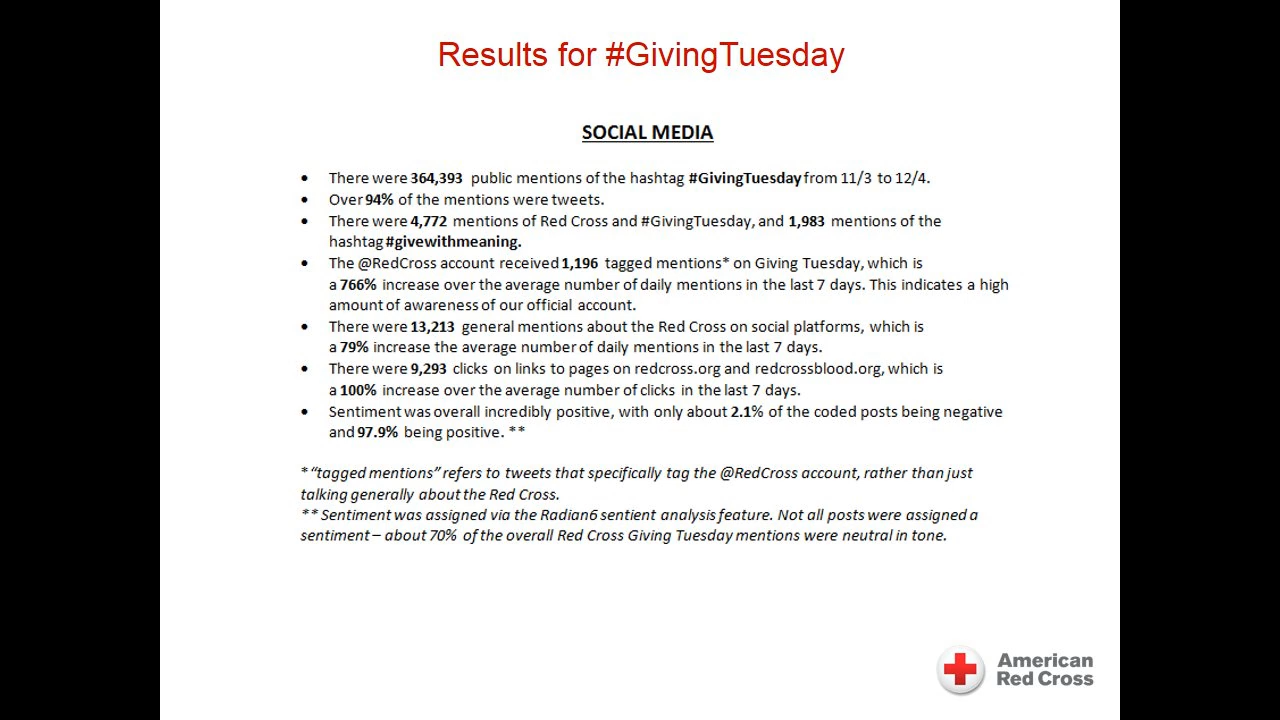 Results for #GivingTuesday
SOCIAL MEDIA
• There were 364,393 public mentions of the hashtag #GivingTuesday from 11/3 to 12/4.
• Over 94% of the mentions were tweets.
• There were 4,772 mentions of Red Cross and #GivingTuesday, and 1,983 mentions of the
hashtag #givewithmeaning.
• The @RedCross account received 1,196 tagged mentions* on Giving Tuesday, which is
a 766% increase over the average number of daily mentions in the last 7 days. This indicates a high
amount of awareness of our official account.
• There were 13,213 general mentions about the Red Cross on social platforms, which is
a 79% increase the average number of daily mentions in the last 7 days.
• There were 9,293 clicks on links to pages on redcross.org and redcrossblood.org, which is
a 100% increase over the average number of clicks in the last 7 days.
• Sentiment was overall incredibly positive, with only about 2.1% of the coded posts being negative
and 97.9% being positive. **
*“tagged mentions” refers to tweets that specifically tag the @RedCross account, rather than just
talking generally about the Red Cross.
** Sentiment was assigned via the Radian6 sentient analysis feature. Not all posts were assigned a
sentiment – about 70% of the overall Red Cross Giving Tuesday mentions were neutral in tone.
American
Red Cross